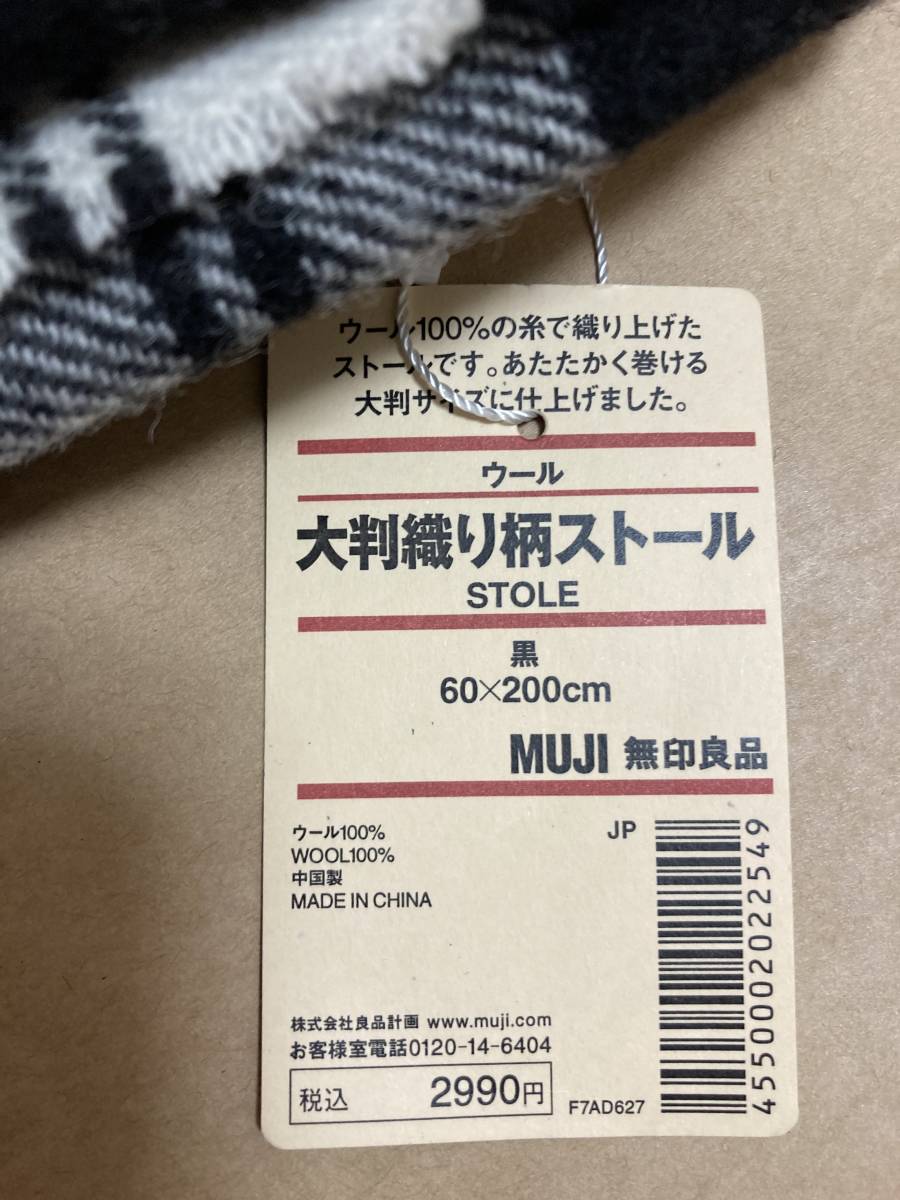 ウール100%の糸で織り上げた
ストールです。あたたかく巻ける
大判サイズに仕上げました。
ウール
大判織り柄ストール
STOLE
黒
60×200cm
MUJI 無印良品
ウール100%
WOOL100%
中国製
MADE IN CHINA
JP
4550002022549
株式会社良品計画 www.muji.com
お客様室電話0120-14-6404
税込 2990円
F7AD627